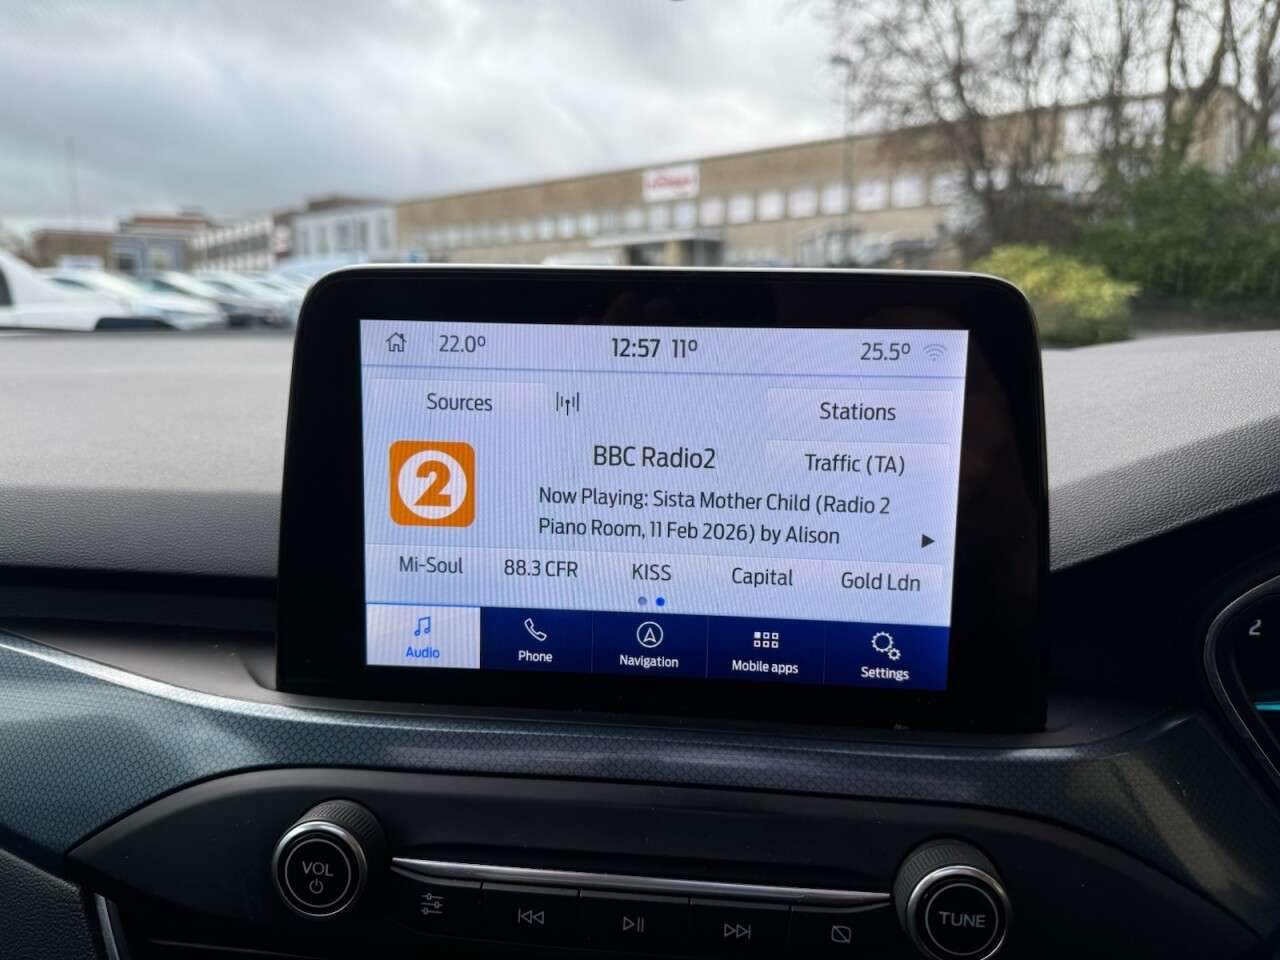 22.0°
12:57 11°
25.5°
Sources
Stations
2
BBC Radio2
Traffic (TA)
Now Playing: Sista Mother Child (Radio 2
Piano Room, 11 Feb 2026) by Alison
Mi-Soul
88.3 CFR
KISS
Capital
Gold Ldn
Audio
Phone
Navigation
Mobile apps
Settings
2
VOL
TUNE